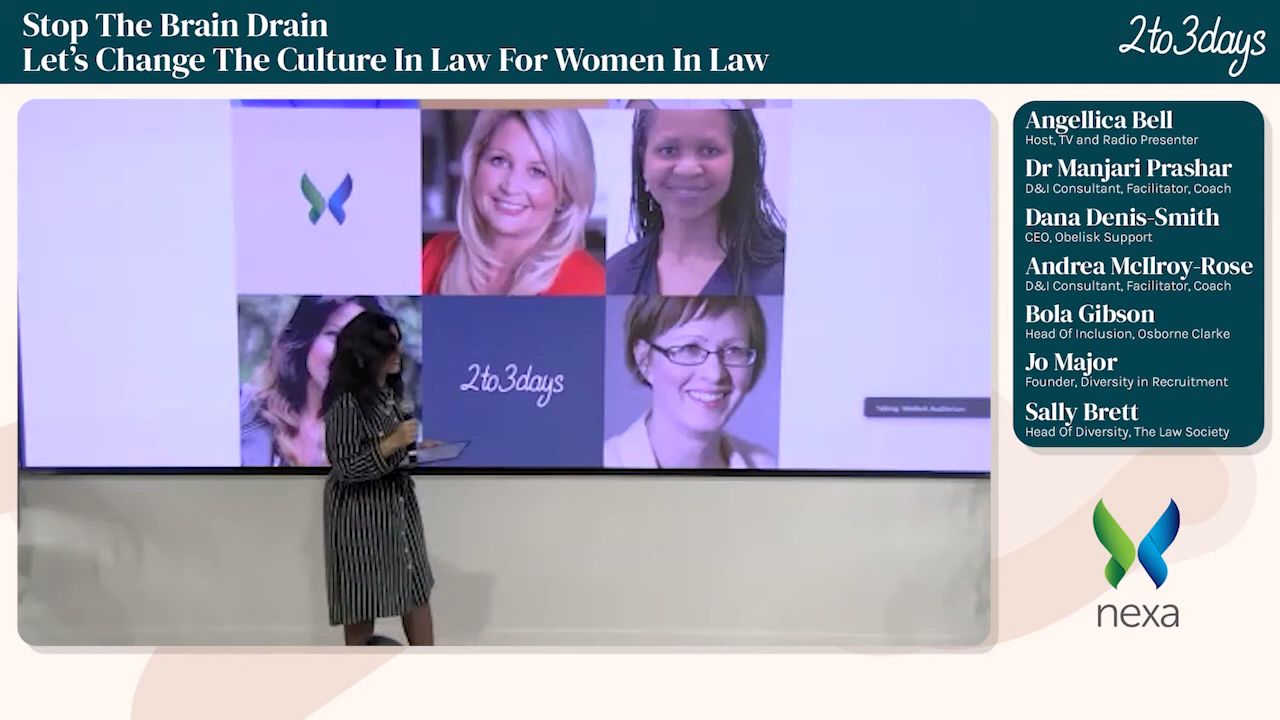 Stop The Brain Drain
Let's Change The Culture In Law For Women In Law
2to3days
Angellica Bell
Host, TV and Radio Presenter
Dr Manjari Prashar
D&I Consultant, Facilitator, Coach
Dana Denis-Smith
CEO, Obelisk Support
Andrea McIlroy-Rose
D&I Consultant, Facilitator, Coach
Bola Gibson
Head Of Inclusion, Osborne Clarke
Jo Major
Founder, Diversity in Recruitment
Sally Brett
Head Of Diversity, The Law Society
2to3days
Talking:
nexa